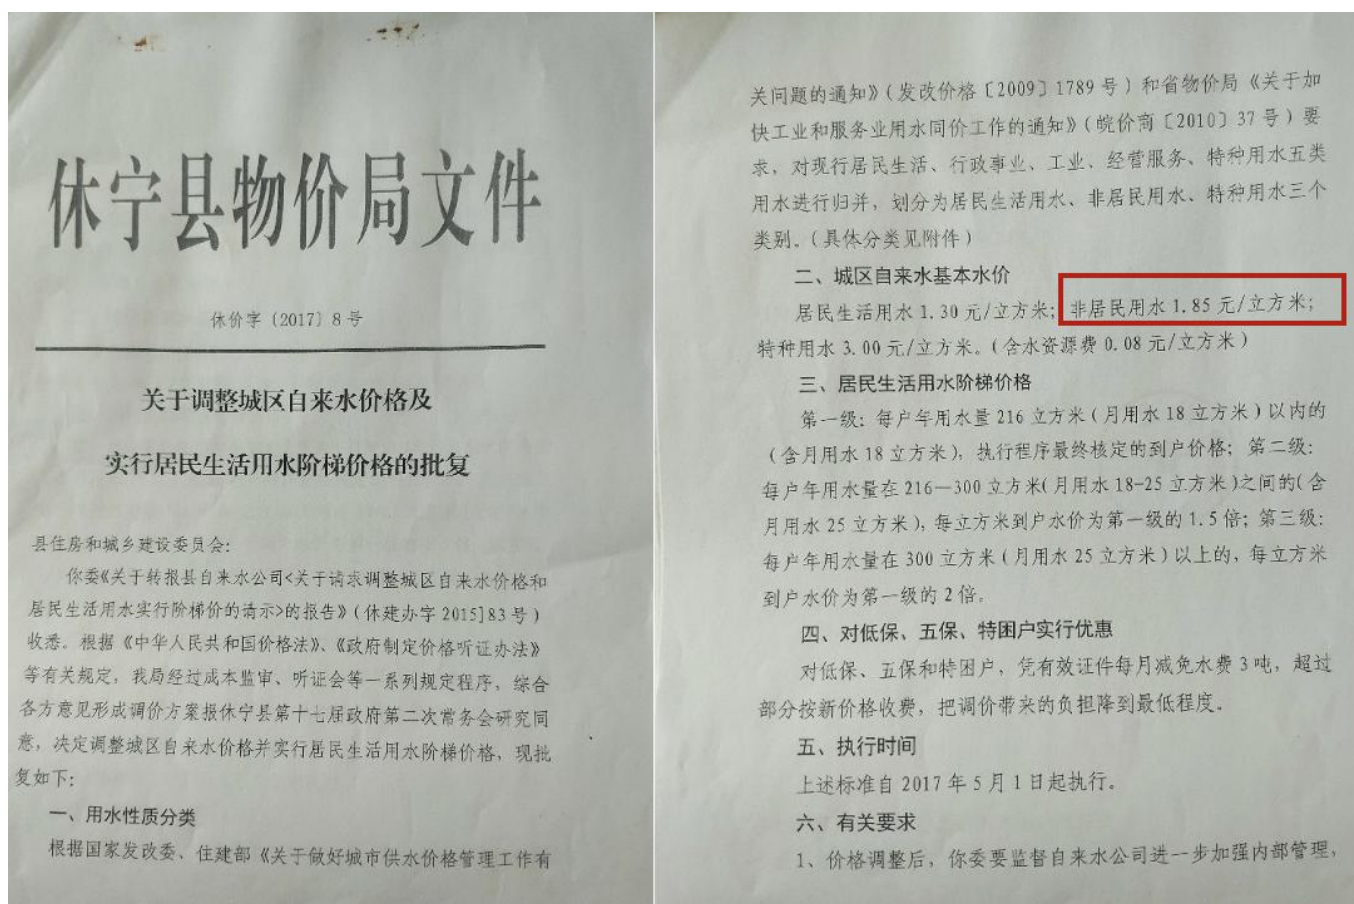 休宁县物价局文件
休价字〔2017〕8号
关于调整城区自来水价格及
实行居民生活用水阶梯价格的批复
县住房和城乡建设委员会：
你委《关于转报县自来水公司<关于请求调整城区自来水价格和
居民生活用水实行阶梯价的请示>的报告》（休建办字2015]83号）
收悉。根据《中华人民共和国价格法》、《政府制定价格听证办法》
等有关规定，我局经过成本监审、听证会等一系列规定程序，综合
各方意见形成调价方案报休宁县第十七届政府第二次常务会研究同
意，决定调整城区自来水价格并实行居民生活用水阶梯价格，现批
复如下：
一、用水性质分类
根据国家发改委、住建部《关于做好城市供水价格管理工作有
关问题的通知》（发改价格〔2009〕1789号）和省物价局《关于加
快工业和服务业用水同价工作的通知》（皖价商〔2010〕37号）要
求，对现行居民生活、行政事业、工业、经营服务、特种用水五类
用水进行归并，划分为居民生活用水、非居民用水、特种用水三个
类别。（具体分类见附件）
二、城区自来水基本水价
居民生活用水1.30元/立方米；非居民用水1.85元/立方米；
特种用水3.00元/立方米。（含水资源费0.08元/立方米）
三、居民生活用水阶梯价格
第一级：每户年用水量216立方米（月用水18立方米）以内的
（含月用水18立方米），执行程序最终核定的到户价格；第二级：
每户年用水量在216—300立方米（月用水18-25立方米）之间的（含
月用水25立方米），每立方米到户水价为第一级的1.5倍；第三级：
每户年用水量在300立方米（月用水25立方米）以上的，每立方米
到户水价为第一级的2倍。
四、对低保、五保、特困户实行优惠
对低保、五保和特困户，凭有效证件每月减免水费3吨，超过
部分按新价格收费，把调价带来的负担降到最低程度。
五、执行时间
上述标准自2017年5月1日起执行。
六、有关要求
1、价格调整后，你委要监督自来水公司进一步加强内部管理，